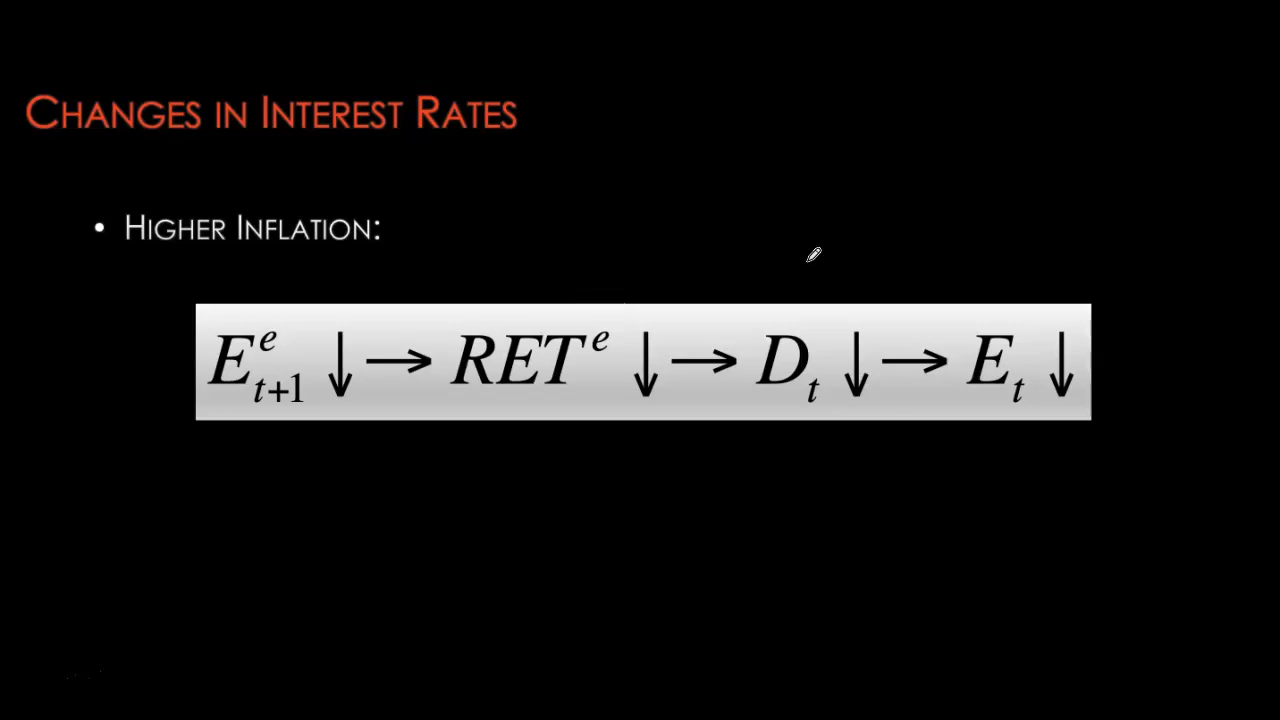 Changes in Interest Rates
• Higher Inflation:
E^e_{t+1} ↓ → RET^e ↓ → D_t ↓ → E_t ↓